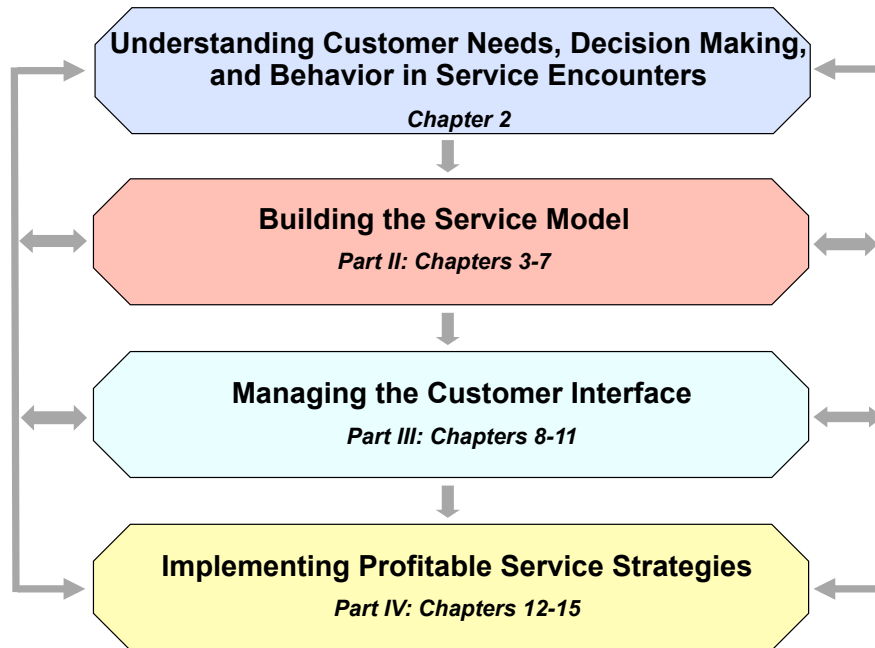 Understanding Customer Needs, Decision Making,
and Behavior in Service Encounters
Chapter 2
Building the Service Model
Part II: Chapters 3-7
Managing the Customer Interface
Part III: Chapters 8-11
Implementing Profitable Service Strategies
Part IV: Chapters 12-15